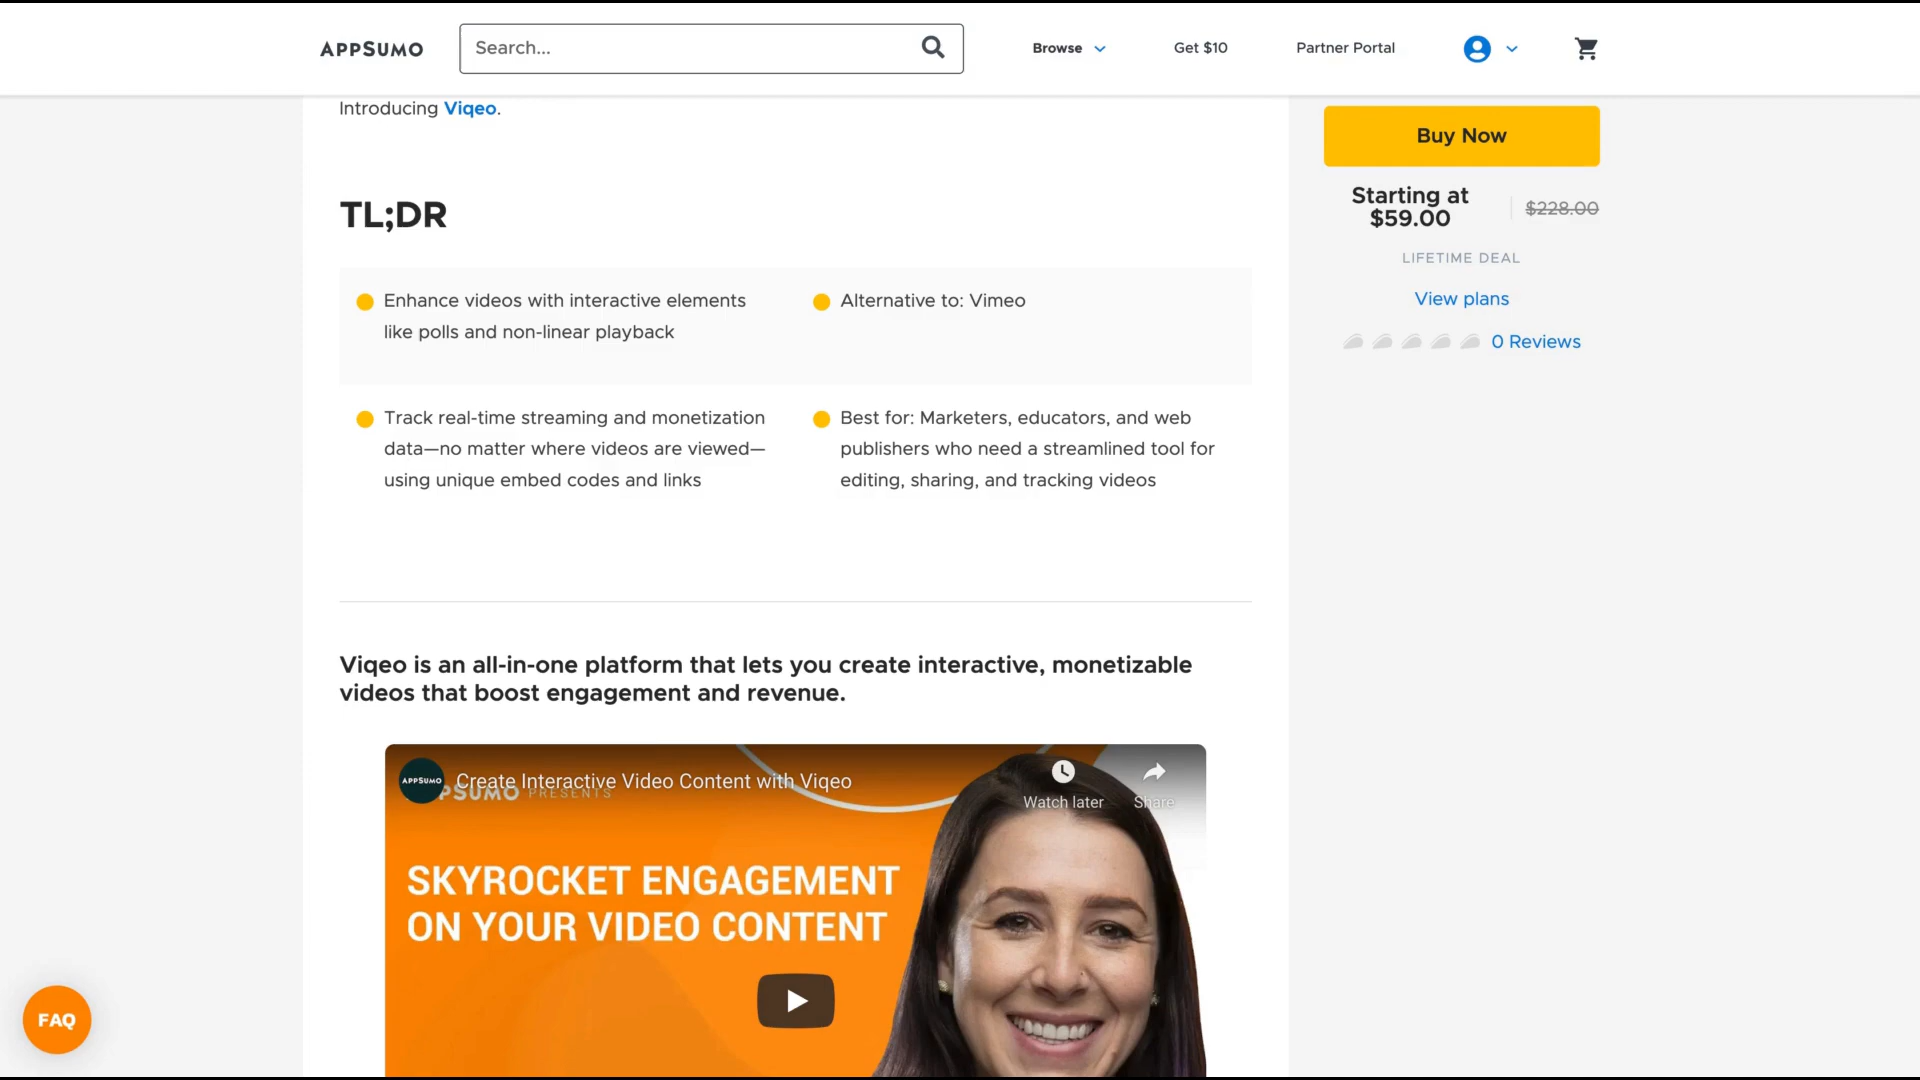 APPSUMO
Search...
Browse
Get $10
Partner Portal
Introducing Viqeo.
Buy Now
Starting at
$59.00
$228.00
LIFETIME DEAL
View plans
0 Reviews
TL;DR
Enhance videos with interactive elements
like polls and non-linear playback
Alternative to: Vimeo
Track real-time streaming and monetization
data—no matter where videos are viewed—
using unique embed codes and links
Best for: Marketers, educators, and web
publishers who need a streamlined tool for
editing, sharing, and tracking videos
Viqeo is an all-in-one platform that lets you create interactive, monetizable
videos that boost engagement and revenue.
APPSUMO
Create Interactive Video Content with Viqeo
PSUMO PRESENTS
Watch later
Share
SKYROCKET ENGAGEMENT
ON YOUR VIDEO CONTENT
FAQ